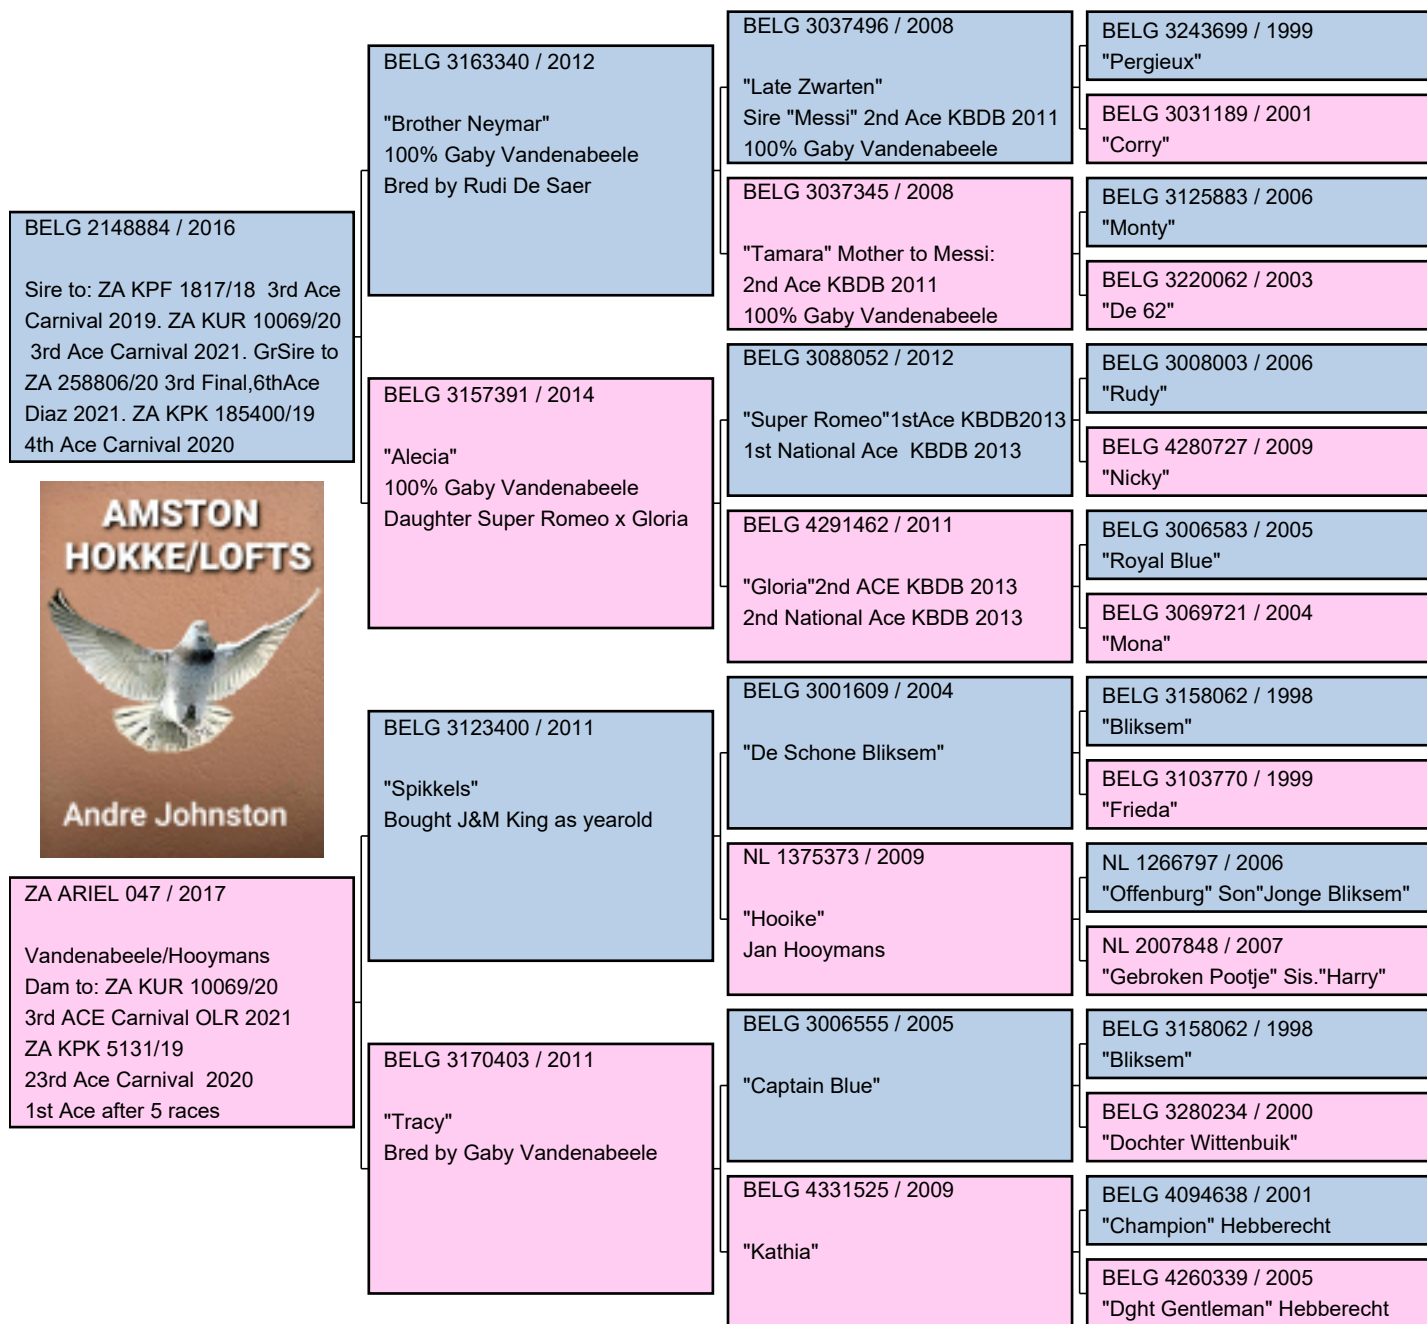 BELG 2148884 / 2016
Sire to: ZA KPF 1817/18  3rd Ace
Carnival 2019. ZA KUR 10069/20
3rd Ace Carnival 2021. GrSire to
ZA 258806/20 3rd Final,6thAce
Diaz 2021. ZA KPK 185400/19
4th Ace Carnival 2020
AMSTON
HOKKE/LOFTS
Andre Johnston
ZA ARIEL 047 / 2017
Vandenabeele/Hooymans
Dam to: ZA KUR 10069/20
3rd ACE Carnival OLR 2021
ZA KPK 5131/19
23rd Ace Carnival  2020
1st Ace after 5 races
BELG 3163340 / 2012
"Brother Neymar"
100% Gaby Vandenabeele
Bred by Rudi De Saer
BELG 3157391 / 2014
"Alecia"
100% Gaby Vandenabeele
Daughter Super Romeo x Gloria
BELG 3123400 / 2011
"Spikkels"
Bought J&M King as yearold
BELG 3170403 / 2011
"Tracy"
Bred by Gaby Vandenabeele
BELG 3037496 / 2008
"Late Zwarten"
Sire "Messi" 2nd Ace KBDB 2011
100% Gaby Vandenabeele
BELG 3037345 / 2008
"Tamara" Mother to Messi:
2nd Ace KBDB 2011
100% Gaby Vandenabeele
BELG 3088052 / 2012
"Super Romeo"1stAce KBDB2013
1st National Ace  KBDB 2013
BELG 4291462 / 2011
"Gloria"2nd ACE KBDB 2013
2nd National Ace KBDB 2013
BELG 3001609 / 2004
"De Schone Bliksem"
NL 1375373 / 2009
"Hooike"
Jan Hooymans
BELG 3006555 / 2005
"Captain Blue"
BELG 4331525 / 2009
"Kathia"
BELG 3243699 / 1999
"Pergieux"
BELG 3031189 / 2001
"Corry"
BELG 3125883 / 2006
"Monty"
BELG 3220062 / 2003
"De 62"
BELG 3008003 / 2006
"Rudy"
BELG 4280727 / 2009
"Nicky"
BELG 3006583 / 2005
"Royal Blue"
BELG 3069721 / 2004
"Mona"
BELG 3158062 / 1998
"Bliksem"
BELG 3103770 / 1999
"Frieda"
NL 1266797 / 2006
"Offenburg" Son"Jonge Bliksem"
NL 2007848 / 2007
"Gebroken Pootje" Sis."Harry"
BELG 3158062 / 1998
"Bliksem"
BELG 3280234 / 2000
"Dochter Wittenbuik"
BELG 4094638 / 2001
"Champion" Hebberecht
BELG 4260339 / 2005
"Dght Gentleman" Hebberecht